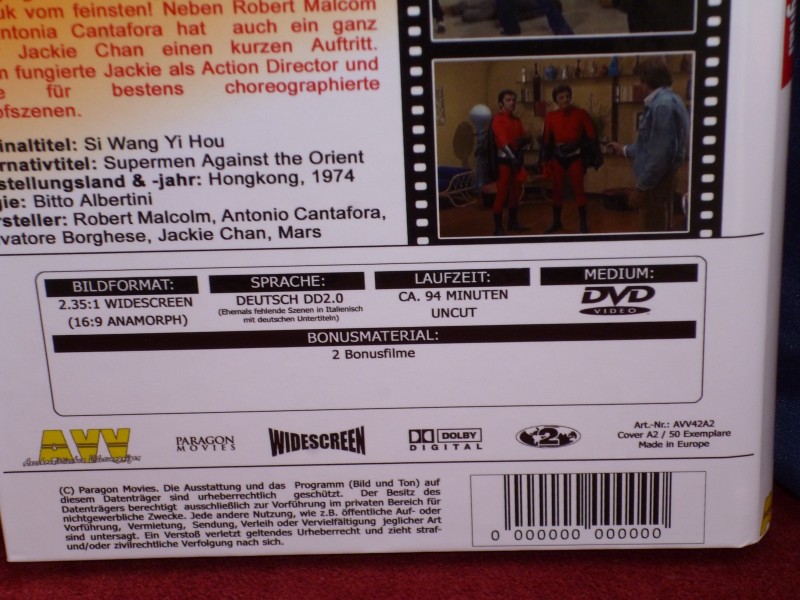 uk vom feinsten! Neben Robert Malcom
ntonia Cantafora hat auch ein ganz
Jackie Chan einen kurzen Auftritt.
n fungierte Jackie als Action Director und
e für bestens choreographierte
pfszenen.
inaltitel: Si Wang Yi Hou
ernativtitel: Supermen Against the Orient
stellungsland & -jahr: Hongkong, 1974
gie: Bitto Albertini
rsteller: Robert Malcolm, Antonio Cantafora,
lvatore Borghese, Jackie Chan, Mars
BILDFORMAT:
2.35:1 WIDESCREEN
(16:9 ANAMORPH)
SPRACHE:
DEUTSCH DD2.0
(Ehemals fehlende Szenen in Italienisch
mit deutschen Untertiteln)
LAUFZEIT:
CA. 94 MINUTEN
UNCUT
MEDIUM:
DVD
VIDEO
BONUSMATERIAL:
2 Bonusfilme
AVV
PARAGON
MOVIES
WIDESCREEN
DOLBY
DIGITAL
2
Art.-Nr.: AVV42A2
Cover A2 / 50 Exemplare
Made in Europe
(C) Paragon Movies. Die Ausstattung und das Programm (Bild und Ton) auf
diesem Datenträger sind urheberrechtlich geschützt. Der Besitz des
Datenträgers berechtigt ausschließlich zur Vorführung im privaten Bereich für
nichtgewerbliche Zwecke. Jede andere Nutzung, wie z.B. öffentliche Auf- oder
Vorführung, Vermietung, Sendung, Verleih oder Vervielfältigung jeglicher Art
sind untersagt. Ein Verstoß verletzt geltendes Urheberrecht und zieht straf-
und/oder zivilrechtliche Verfolgung nach sich.
0 000000 000000